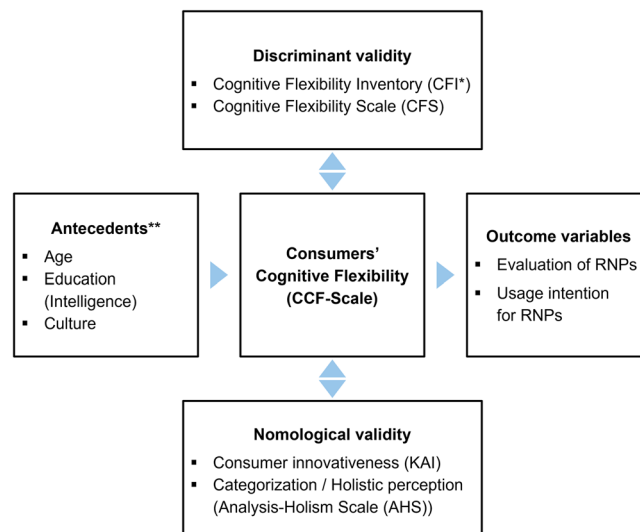 Discriminant validity
▪ Cognitive Flexibility Inventory (CFI*)
▪ Cognitive Flexibility Scale (CFS)
Antecedents**
▪ Age
▪ Education
(Intelligence)
▪ Culture
Consumers'
Cognitive Flexibility
(CCF-Scale)
Outcome variables
▪ Evaluation of RNPs
▪ Usage intention
for RNPs
Nomological validity
▪ Consumer innovativeness (KAI)
▪ Categorization / Holistic perception
(Analysis-Holism Scale (AHS))